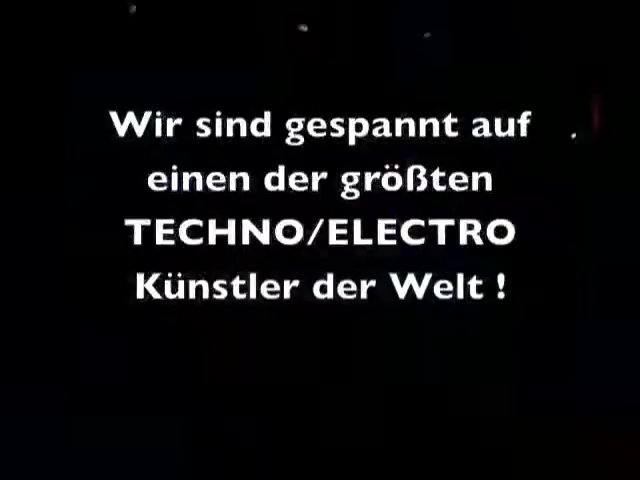 Wir sind gespannt auf
einen der größten
TECHNO/ELECTRO
Künstler der Welt !